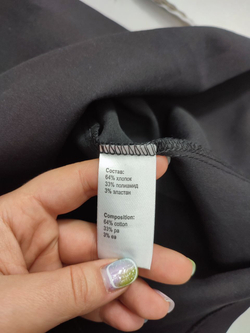 Состав:
64% хлопок
33% полиамид
3% эластан
Composition:
64% cotton
33% pa
3% ea